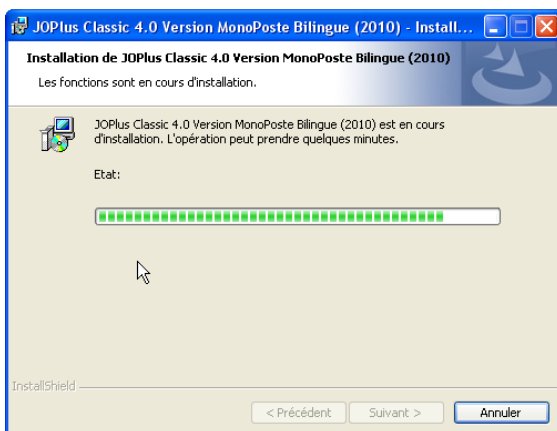 JOPlus Classic 4.0 Version MonoPoste Bilingue (2010) - Install...
Installation de JOPlus Classic 4.0 Version MonoPoste Bilingue (2010)
Les fonctions sont en cours d'installation.
JOPlus Classic 4.0 Version MonoPoste Bilingue (2010) est en cours
d'installation. L'opération peut prendre quelques minutes.
Etat:
InstallShield
< Précédent
Suivant >
Annuler